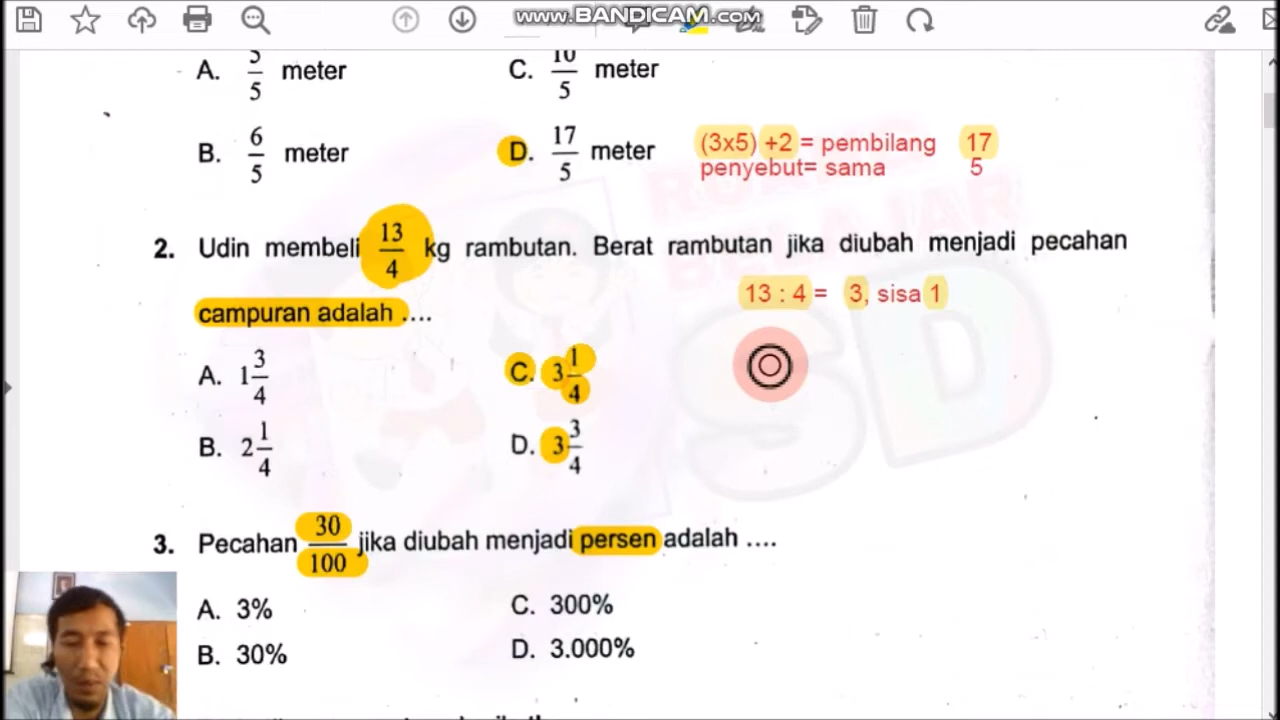 www.BANDICAM.com
A. 5/5 meter
C. 10/5 meter
B. 6/5 meter
D. 17/5 meter
(3x5) +2 = pembilang 17
penyebut= sama 5
2. Udin membeli 13/4 kg rambutan. Berat rambutan jika diubah menjadi pecahan
campuran adalah ....
13 : 4 = 3, sisa 1
A. 1 3/4
C. 3 1/4
B. 2 1/4
D. 3 3/4
3. Pecahan 30/100 jika diubah menjadi persen adalah ....
A. 3%
C. 300%
B. 30%
D. 3.000%
RUANG
BELAJAR
SD